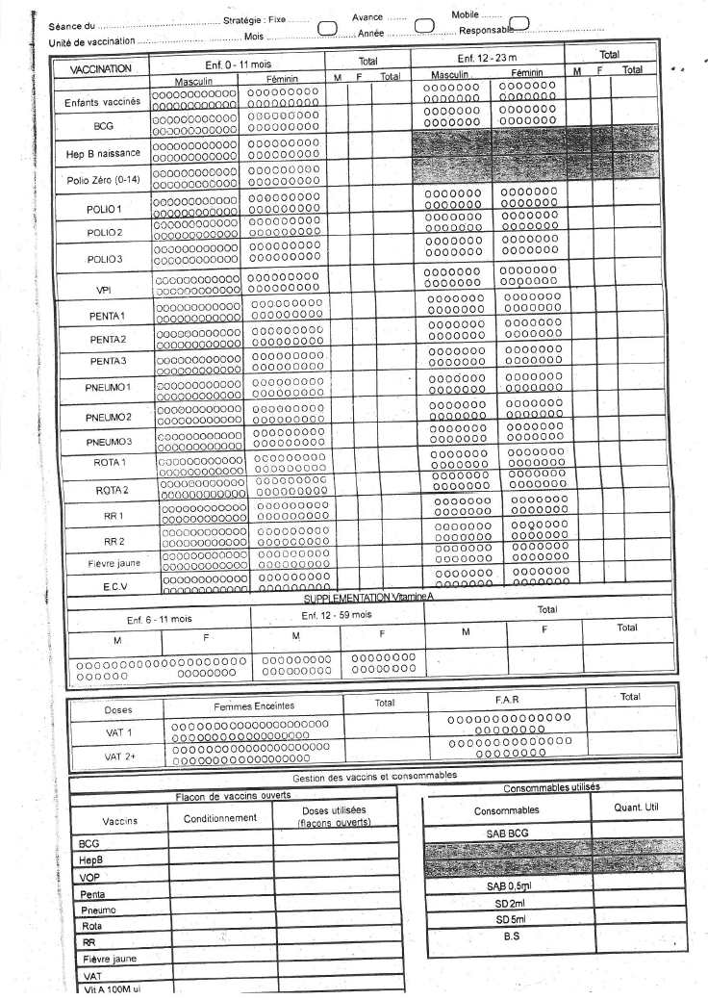 Séance du .................... Stratégie : Fixe ....... Avance ...... Mobile .....
Unité de vaccination .................... Mois .................... Année .............. Responsable ....................
VACCINATION Enf. 0 - 11 mois Total Enf. 12 - 23 m Total
Masculin Féminin M F Total Masculin Féminin M F Total
Enfants vaccinés
BCG
Hep B naissance
Polio Zéro (0-14)
POLIO 1
POLIO 2
POLIO 3
VPI
PENTA 1
PENTA 2
PENTA 3
PNEUMO 1
PNEUMO 2
PNEUMO 3
ROTA 1
ROTA 2
RR 1
RR 2
Fièvre jaune
E.C.V
SUPPLEMENTATION Vitamine A
Enf. 6 - 11 mois Enf. 12 - 59 mois Total
M F M F M F Total
Doses Femmes Enceintes Total F.A.R Total
VAT 1
VAT 2+
Gestion des vaccins et consommables
Flacon de vaccins ouverts
Vaccins Conditionnement Doses utilisées
(flacons ouverts)
BCG
HepB
VOP
Penta
Pneumo
Rota
RR
Fièvre jaune
VAT
Vit A 100M ui
Consommables utilisés
Consommables Quant. Util
SAB BCG
SAB 0,5ml
SD 2ml
SD 5ml
B.S